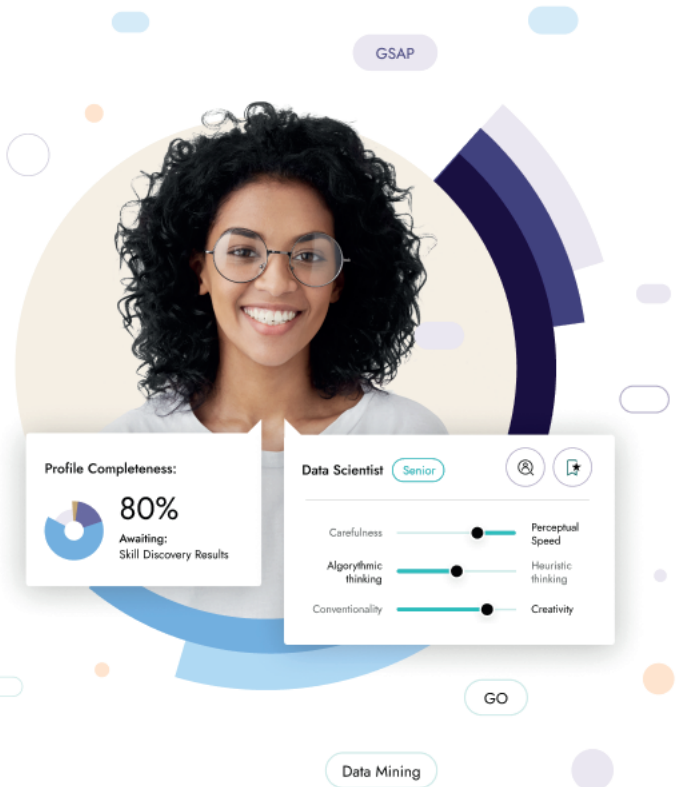 GSAP
Profile Completeness:
80%
Awaiting:
Skill Discovery Results
Data Scientist
Senior
Carefulness
Perceptual
Speed
Algorythmic
thinking
Heuristic
thinking
Conventionality
Creativity
GO
Data Mining